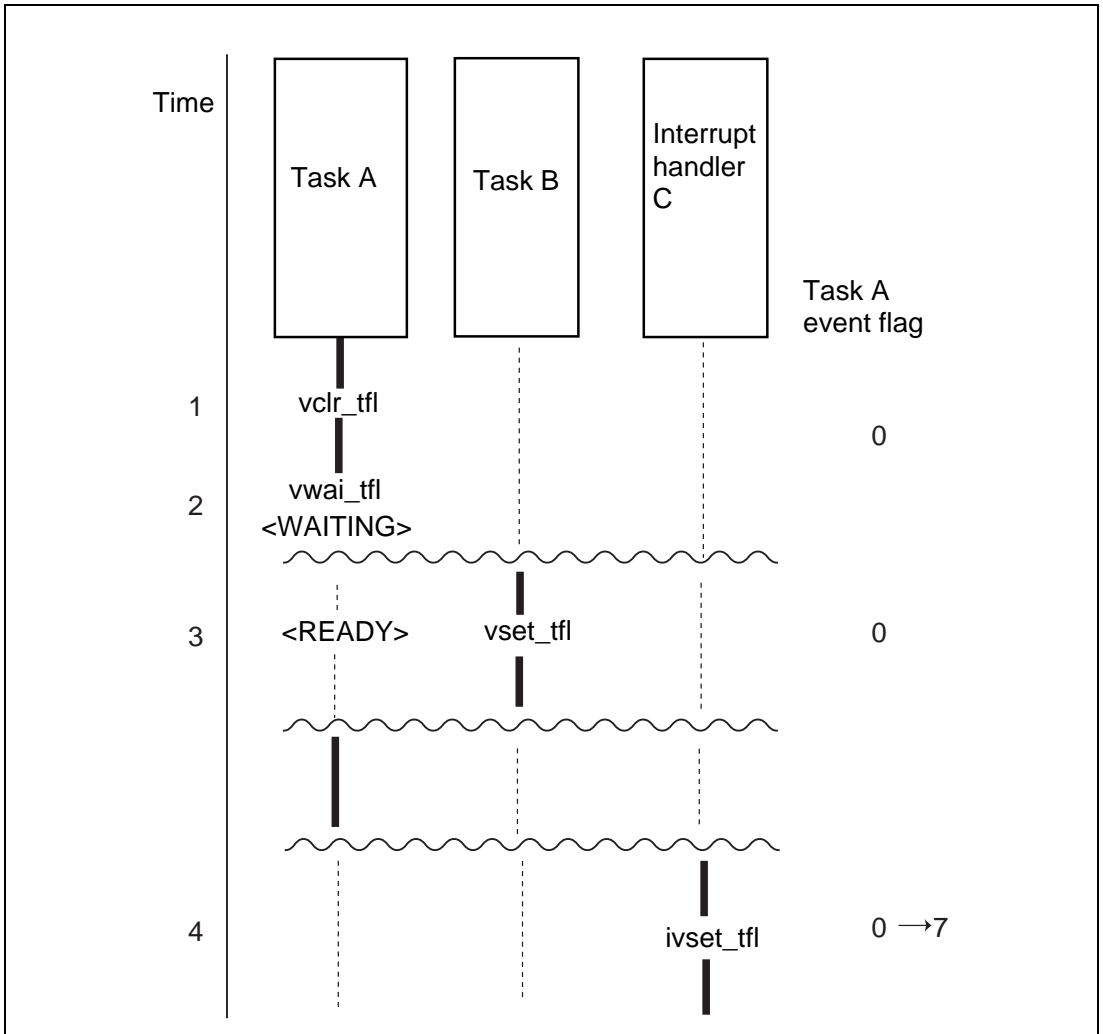 Time
Task A
Task B
Interrupt
handler
C
Task A
event flag
1
vclr_tfl
0
2
vwai_tfl
<WAITING>
3
<READY>
vset_tfl
0
4
ivset_tfl
0 →7